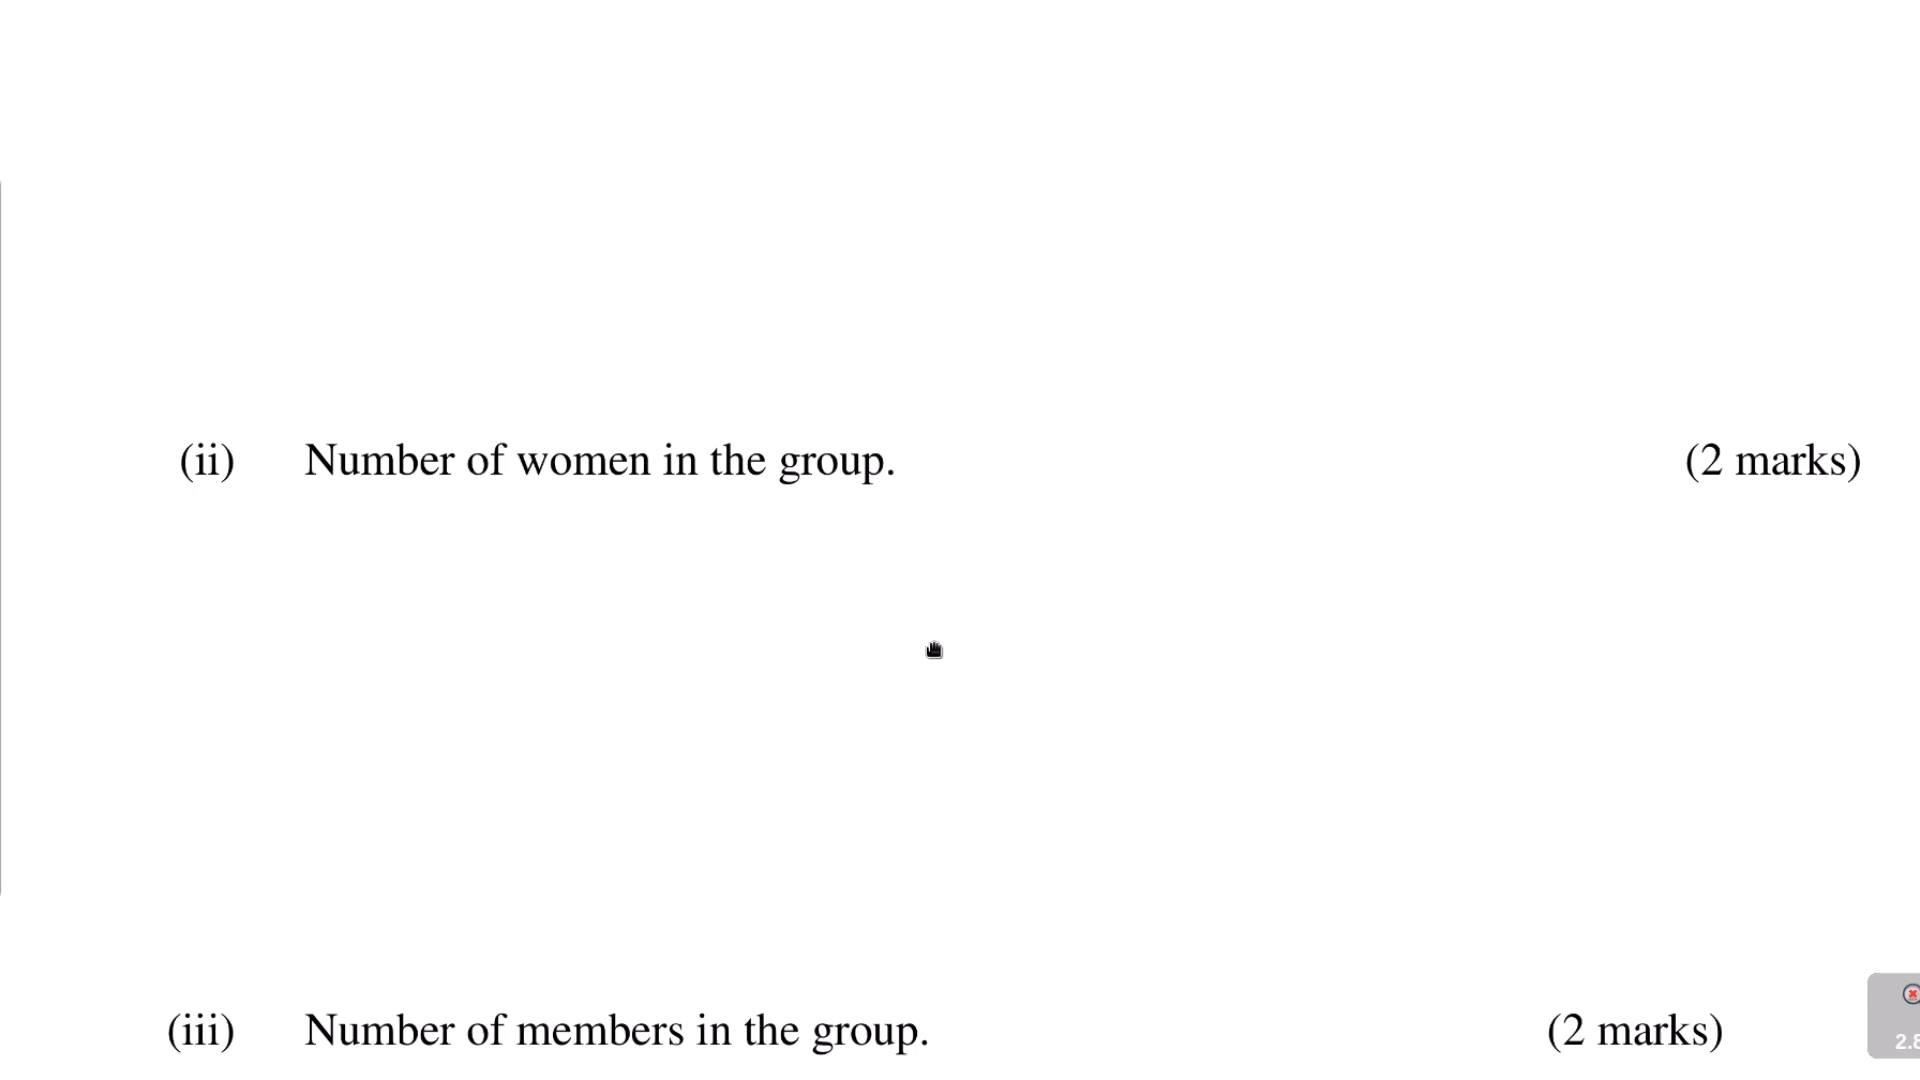 (ii) Number of women in the group. (2 marks)
(iii) Number of members in the group. (2 marks)